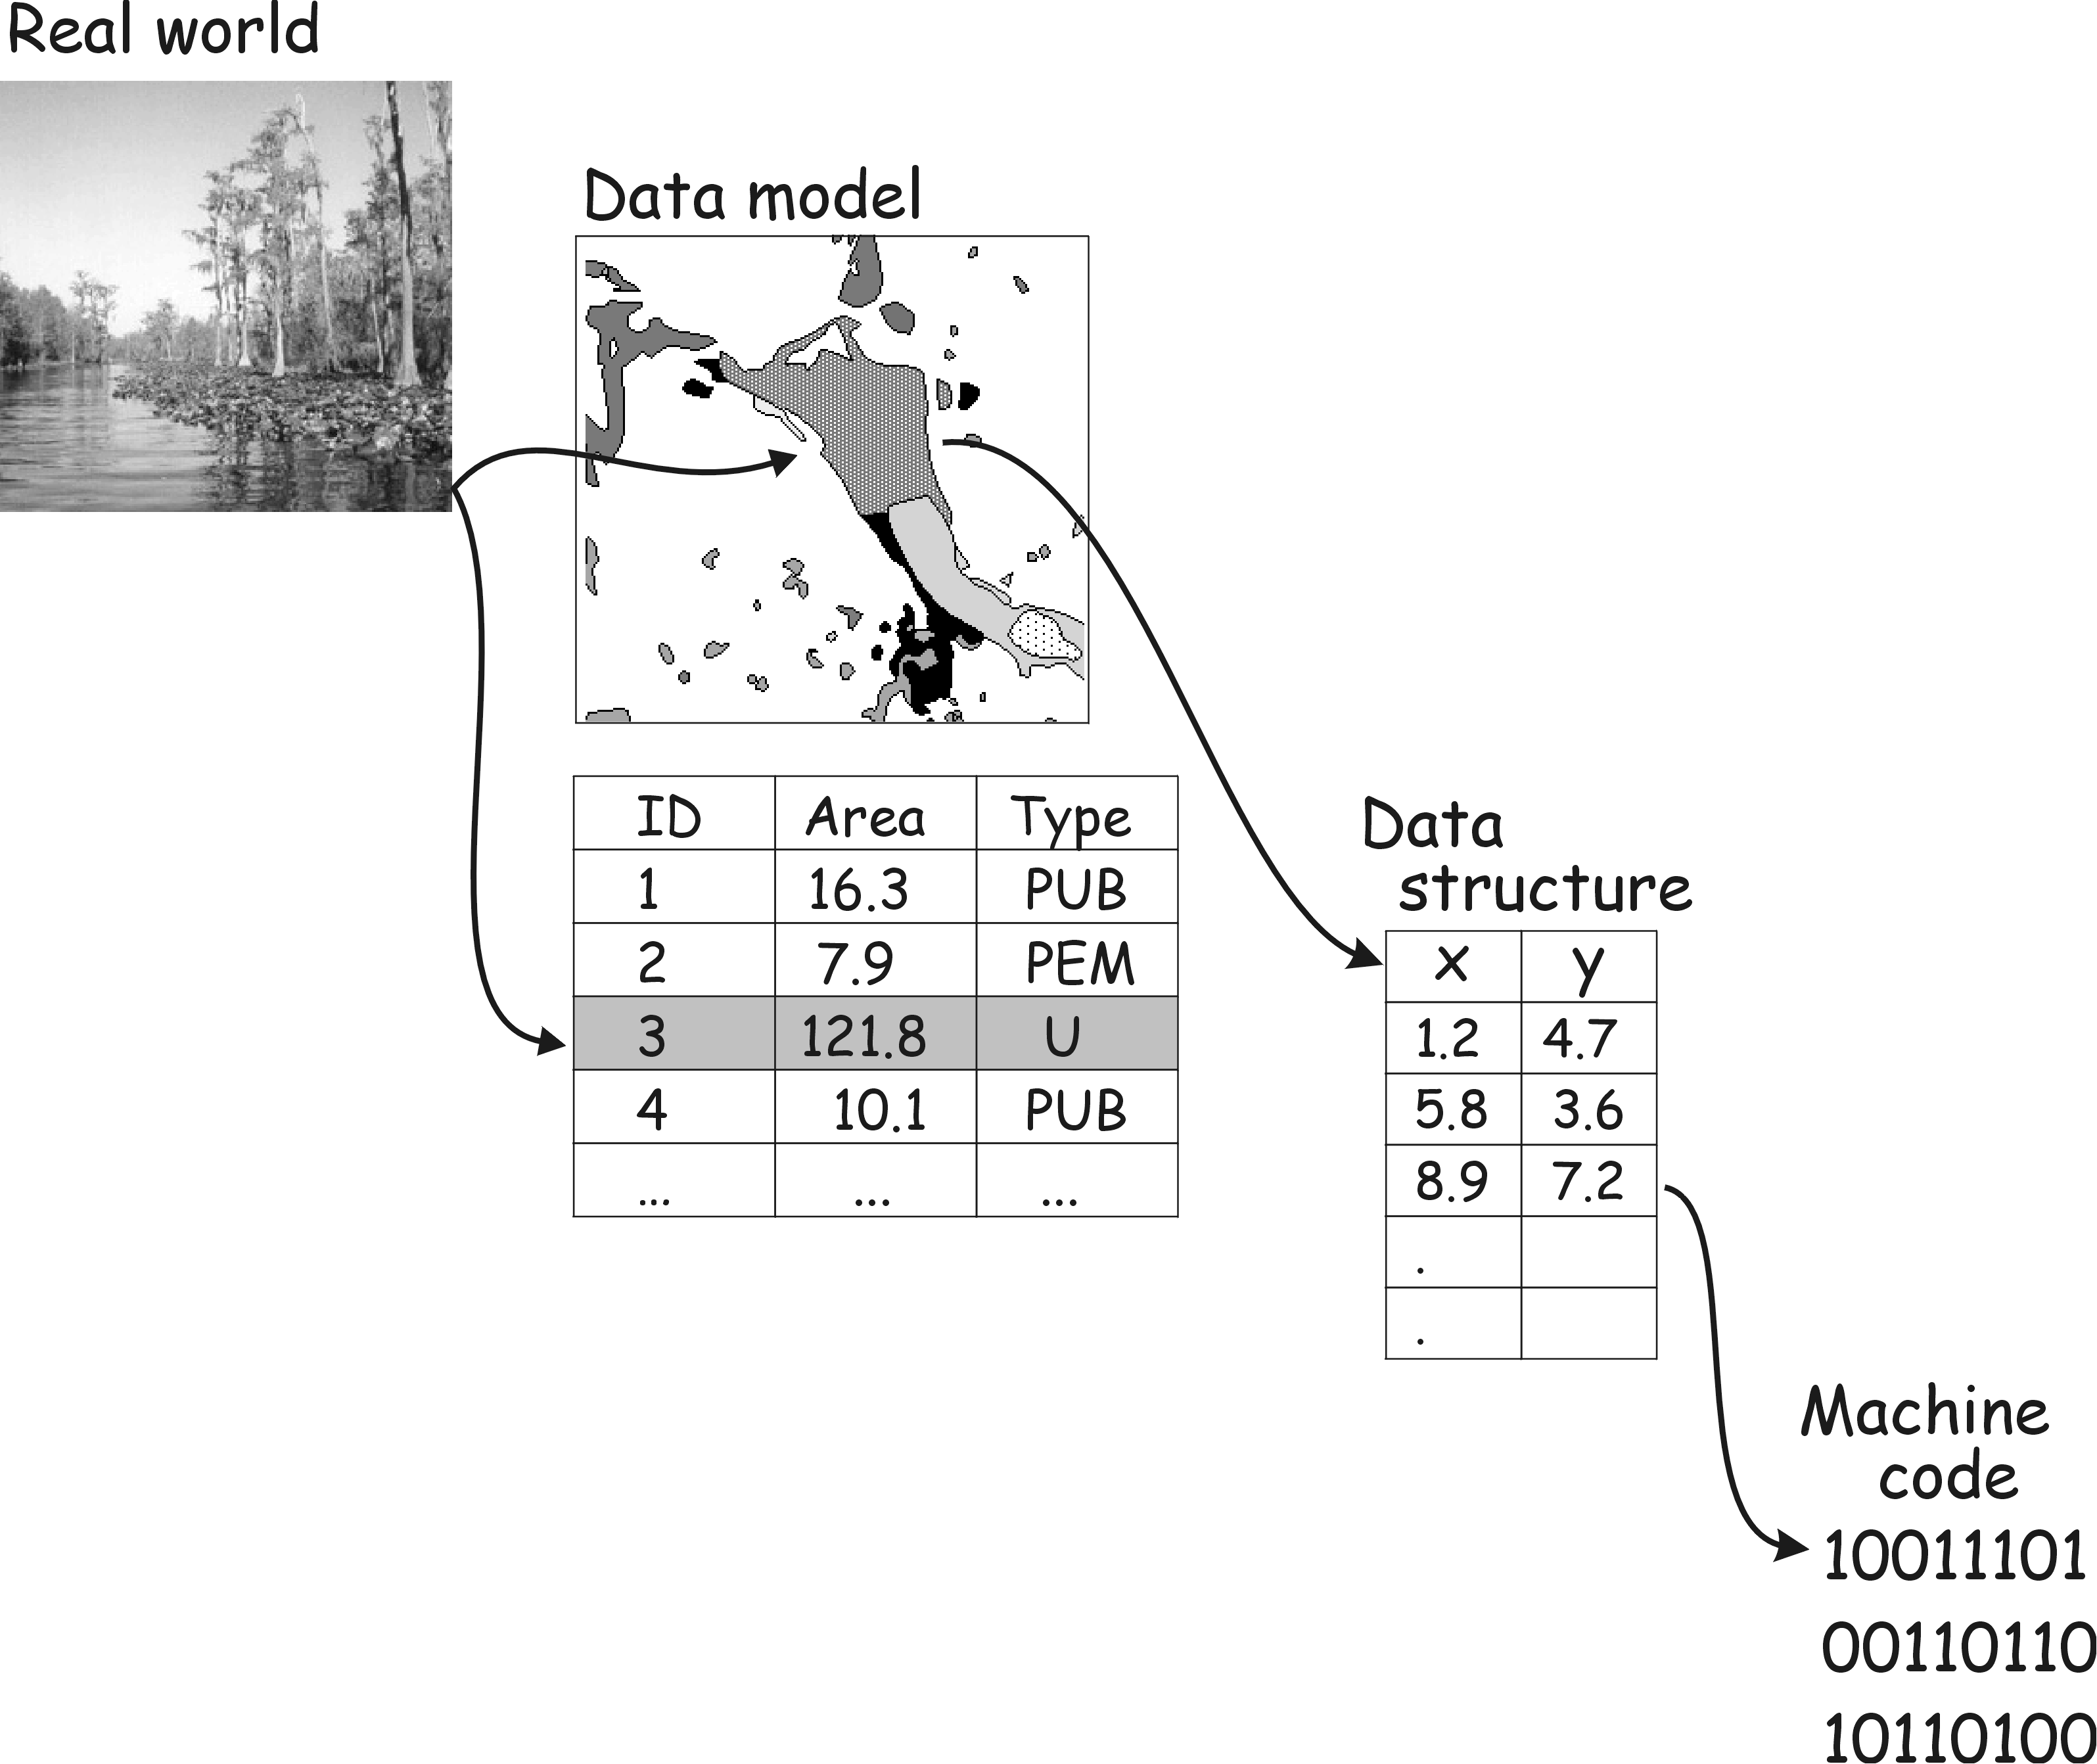 Real world
Data model
ID Area Type
1 16.3 PUB
2 7.9 PEM
3 121.8 U
4 10.1 PUB
... ... ...
Data
structure
x y
1.2 4.7
5.8 3.6
8.9 7.2
.
.
Machine
code
10011101
00110110
10110100